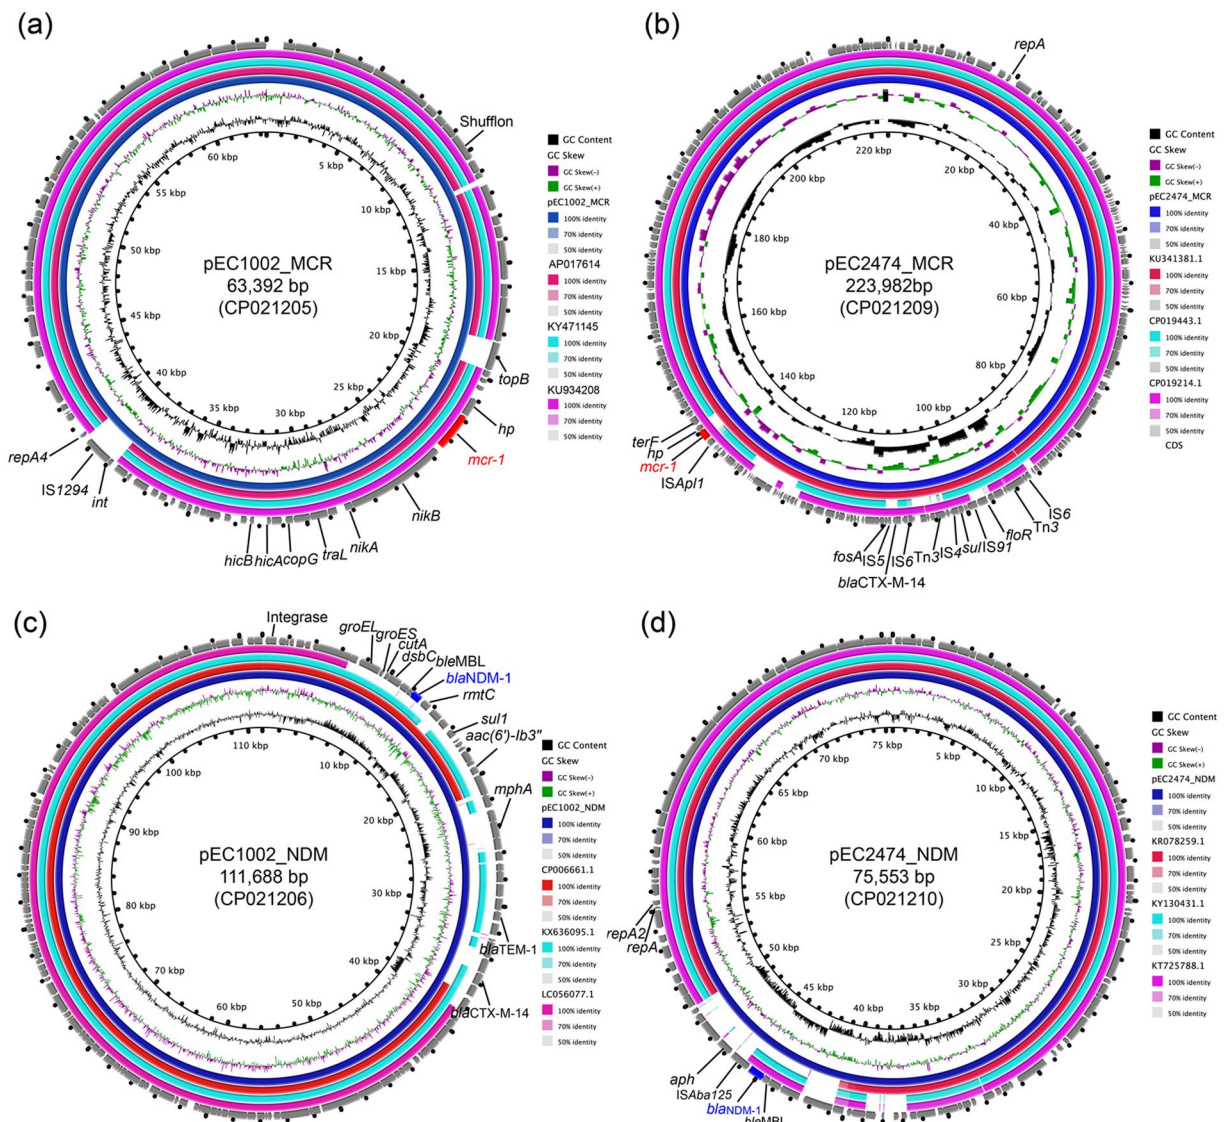 (a)
Shufflon
60 kbp
5 kbp
55 kbp
10 kbp
50 kbp
15 kbp
45 kbp
20 kbp
40 kbp
25 kbp
35 kbp
30 kbp
pEC1002_MCR
63,392 bp
(CP021205)
topB
hp
mcr-1
nikB
nikA
traL
copG
hicA
hicB
int
IS1294
repA4
GC Content
GC Skew
GC Skew(-)
GC Skew(+)
pEC1002_MCR
100% identity
70% identity
50% identity
AP017614
100% identity
70% identity
50% identity
KY471145
100% identity
70% identity
50% identity
KU934208
100% identity
70% identity
50% identity
(b)
repA
220 kbp
20 kbp
200 kbp
40 kbp
180 kbp
60 kbp
160 kbp
80 kbp
140 kbp
100 kbp
120 kbp
pEC2474_MCR
223,982bp
(CP021209)
terF
hp
mcr-1
ISApl1
IS6
Tn3
floR
IS91
sul
IS4
Tn3
IS6
IS5
fosA
blaCTX-M-14
GC Content
GC Skew
GC Skew(-)
GC Skew(+)
pEC2474_MCR
100% identity
70% identity
50% identity
KU341381.1
100% identity
70% identity
50% identity
CP019443.1
100% identity
70% identity
50% identity
CP019214.1
100% identity
70% identity
50% identity
CDS
(c)
Integrase
groEL
groES
cutA
dsbC
bleMBL
blaNDM-1
rmtC
sul1
aac(6')-Ib3"
mphA
blaTEM-1
blaCTX-M-14
110 kbp
10 kbp
100 kbp
20 kbp
90 kbp
30 kbp
80 kbp
40 kbp
70 kbp
50 kbp
60 kbp
pEC1002_NDM
111,688 bp
(CP021206)
GC Content
GC Skew
GC Skew(-)
GC Skew(+)
pEC1002_NDM
100% identity
70% identity
50% identity
CP006661.1
100% identity
70% identity
50% identity
KX636095.1
100% identity
70% identity
50% identity
LC056077.1
100% identity
70% identity
50% identity
(d)
75 kbp
5 kbp
70 kbp
10 kbp
65 kbp
15 kbp
60 kbp
20 kbp
55 kbp
25 kbp
50 kbp
30 kbp
45 kbp
35 kbp
40 kbp
pEC2474_NDM
75,553 bp
(CP021210)
repA2
repA
aph
ISAba125
blaNDM-1
bleMBL
GC Content
GC Skew
GC Skew(-)
GC Skew(+)
pEC2474_NDM
100% identity
70% identity
50% identity
KR078259.1
100% identity
70% identity
50% identity
KY130431.1
100% identity
70% identity
50% identity
KT725788.1
100% identity
70% identity
50% identity